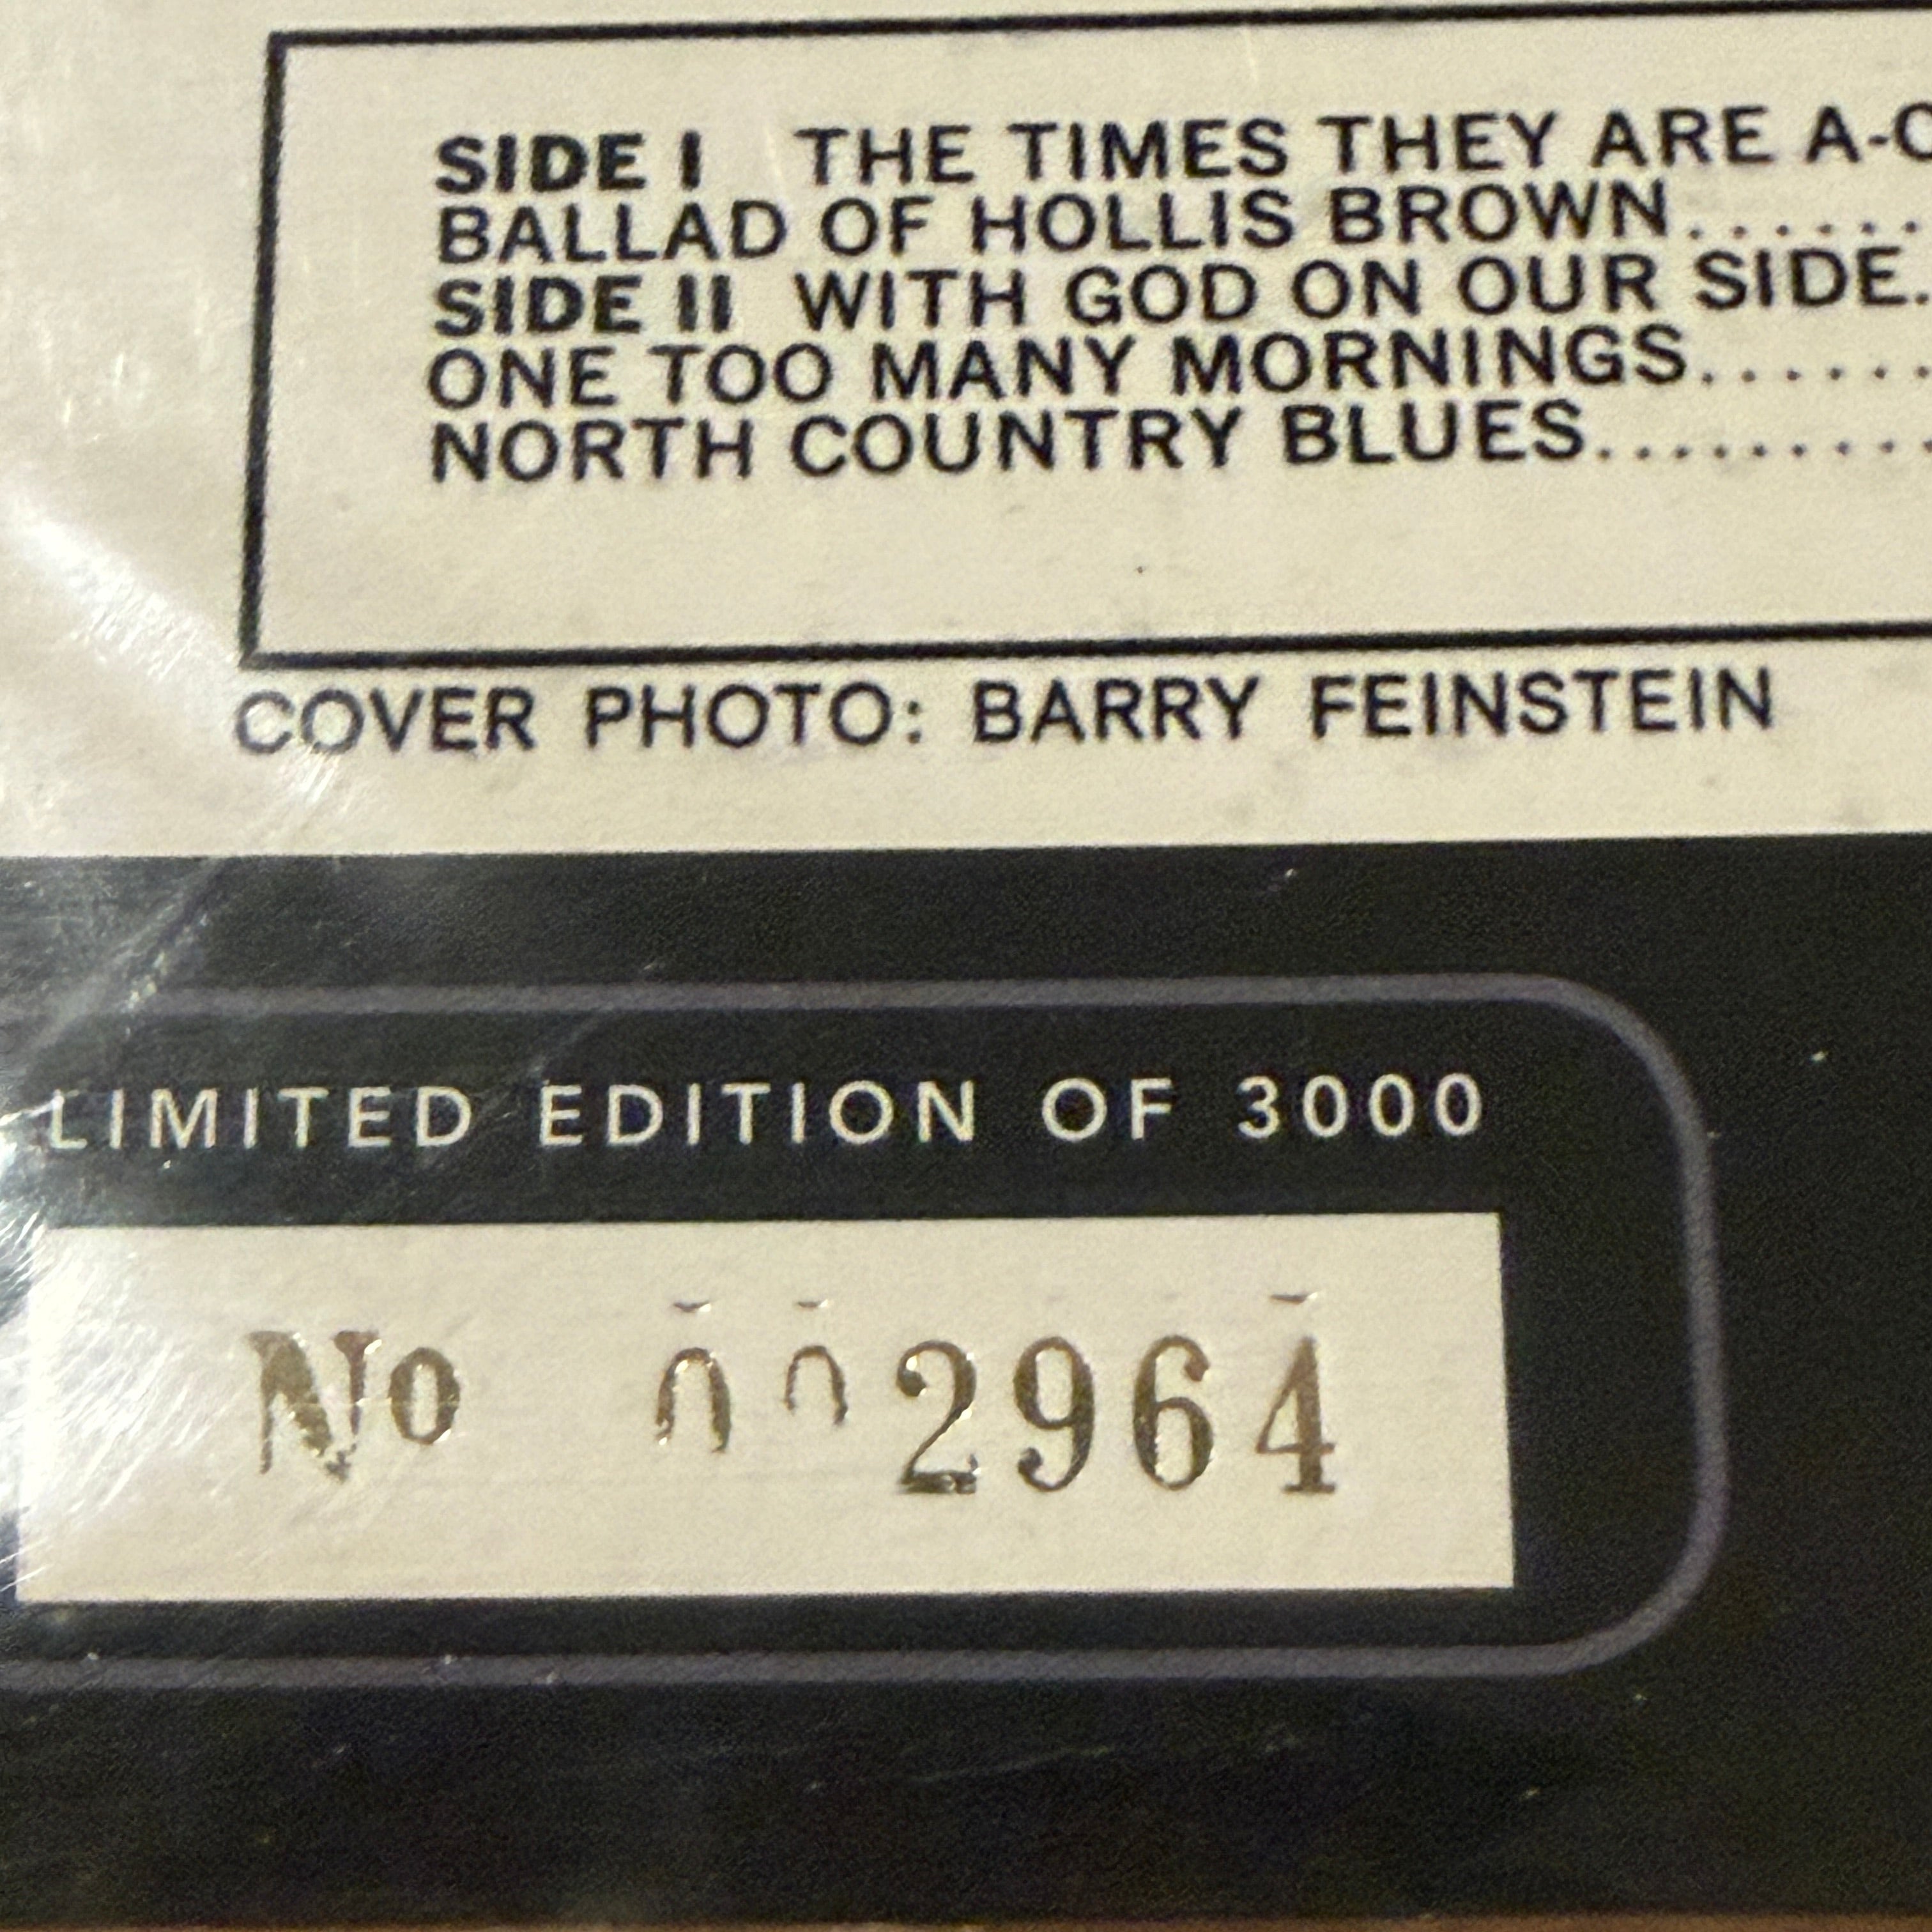 SIDE I THE TIMES THEY ARE A-C
BALLAD OF HOLLIS BROWN......
SIDE II WITH GOD ON OUR SIDE.
ONE TOO MANY MORNINGS......
NORTH COUNTRY BLUES.........
COVER PHOTO: BARRY FEINSTEIN
LIMITED EDITION OF 3000
No 002964